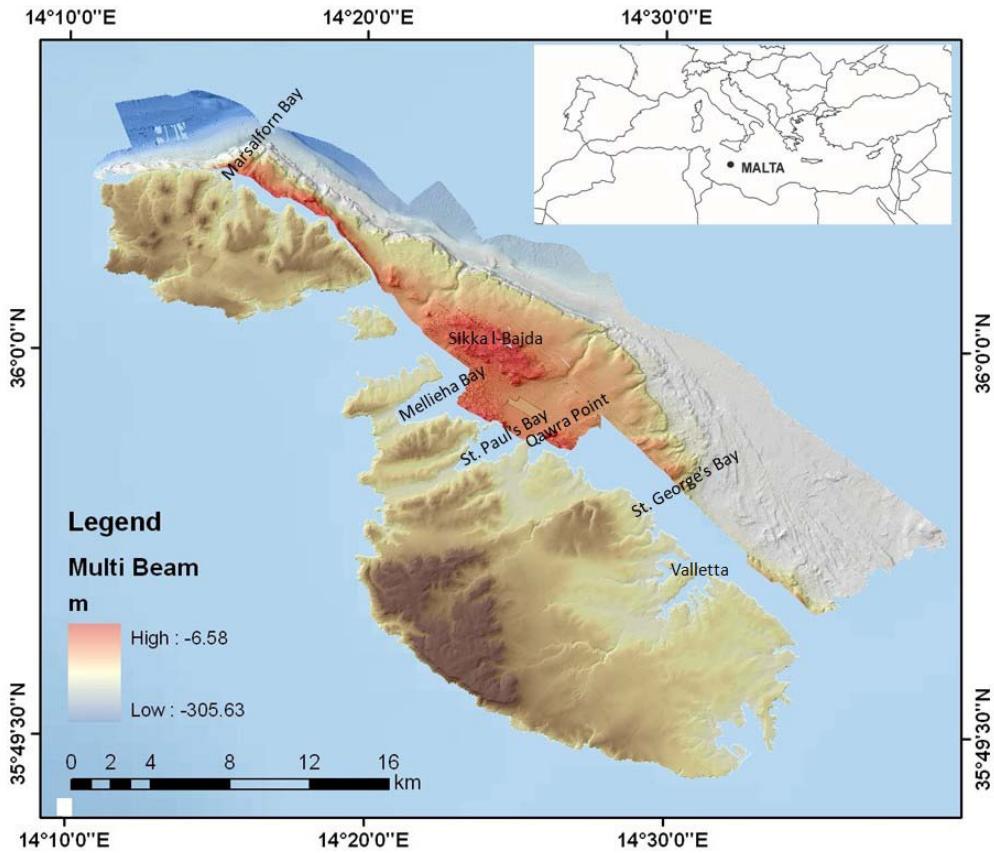 14°10'0"E
14°20'0"E
14°30'0"E
MALTA
Marsalforn Bay
36°0'0"N
36°0'0"N
Sikka l-Bajda
Mellieha Bay
St. Paul's Bay
Qawra Point
St. George's Bay
Valletta
Legend
Multi Beam
m
High : -6.58
Low : -305.63
35°49'30"N
35°49'30"N
0 2 4 8 12 16
km
14°10'0"E
14°20'0"E
14°30'0"E